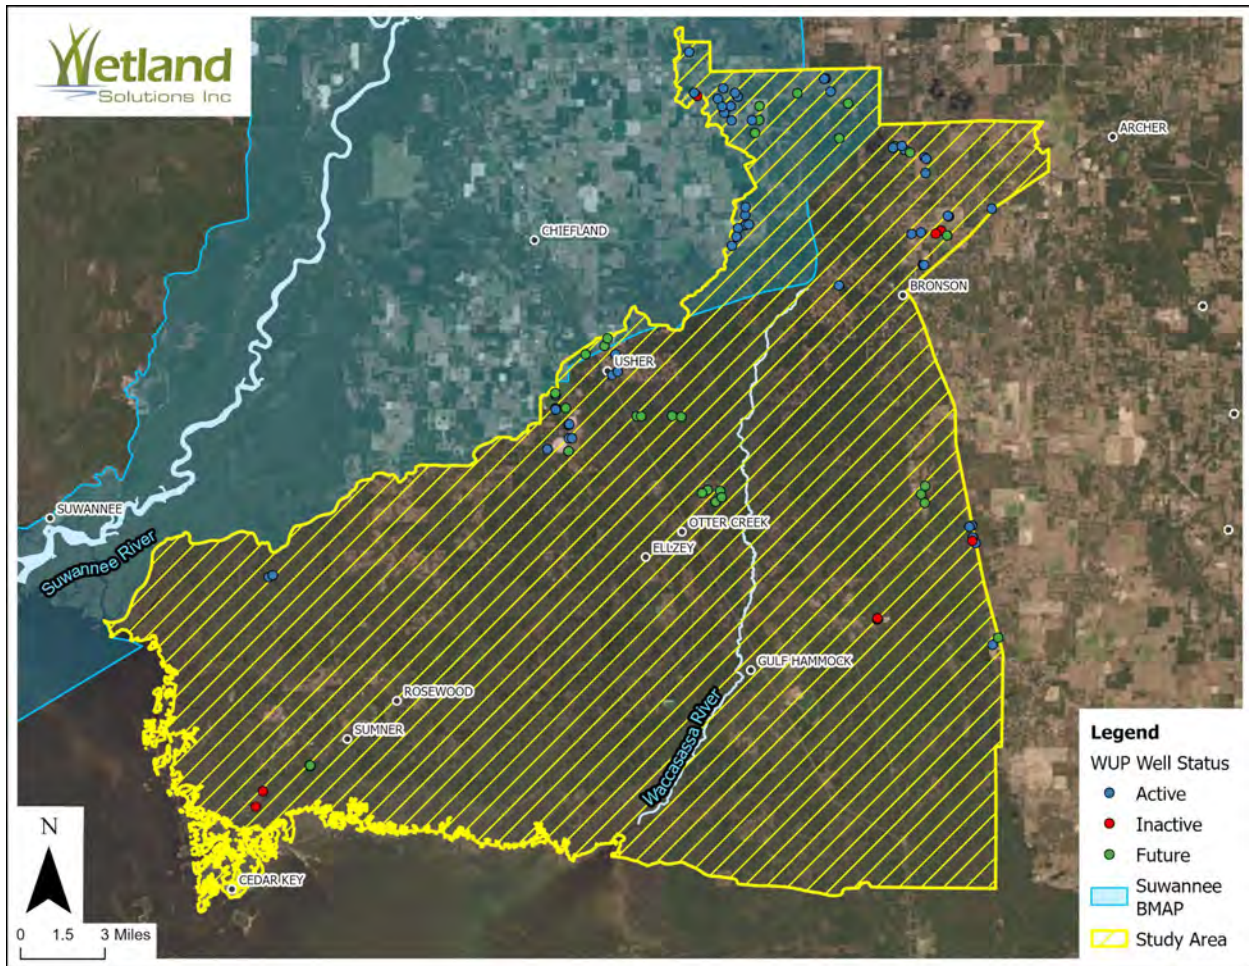 Wetland
Solutions Inc
ARCHER
CHIEFLAND
BRONSON
USHER
SUWANNEE
Suwannee River
OTTER CREEK
ELLZEY
GULF HAMMOCK
ROSEWOOD
Waccasassa River
SUMNER
CEDAR KEY
N
0 1.5 3 Miles
Legend
WUP Well Status
Active
Inactive
Future
Suwannee
BMAP
Study Area